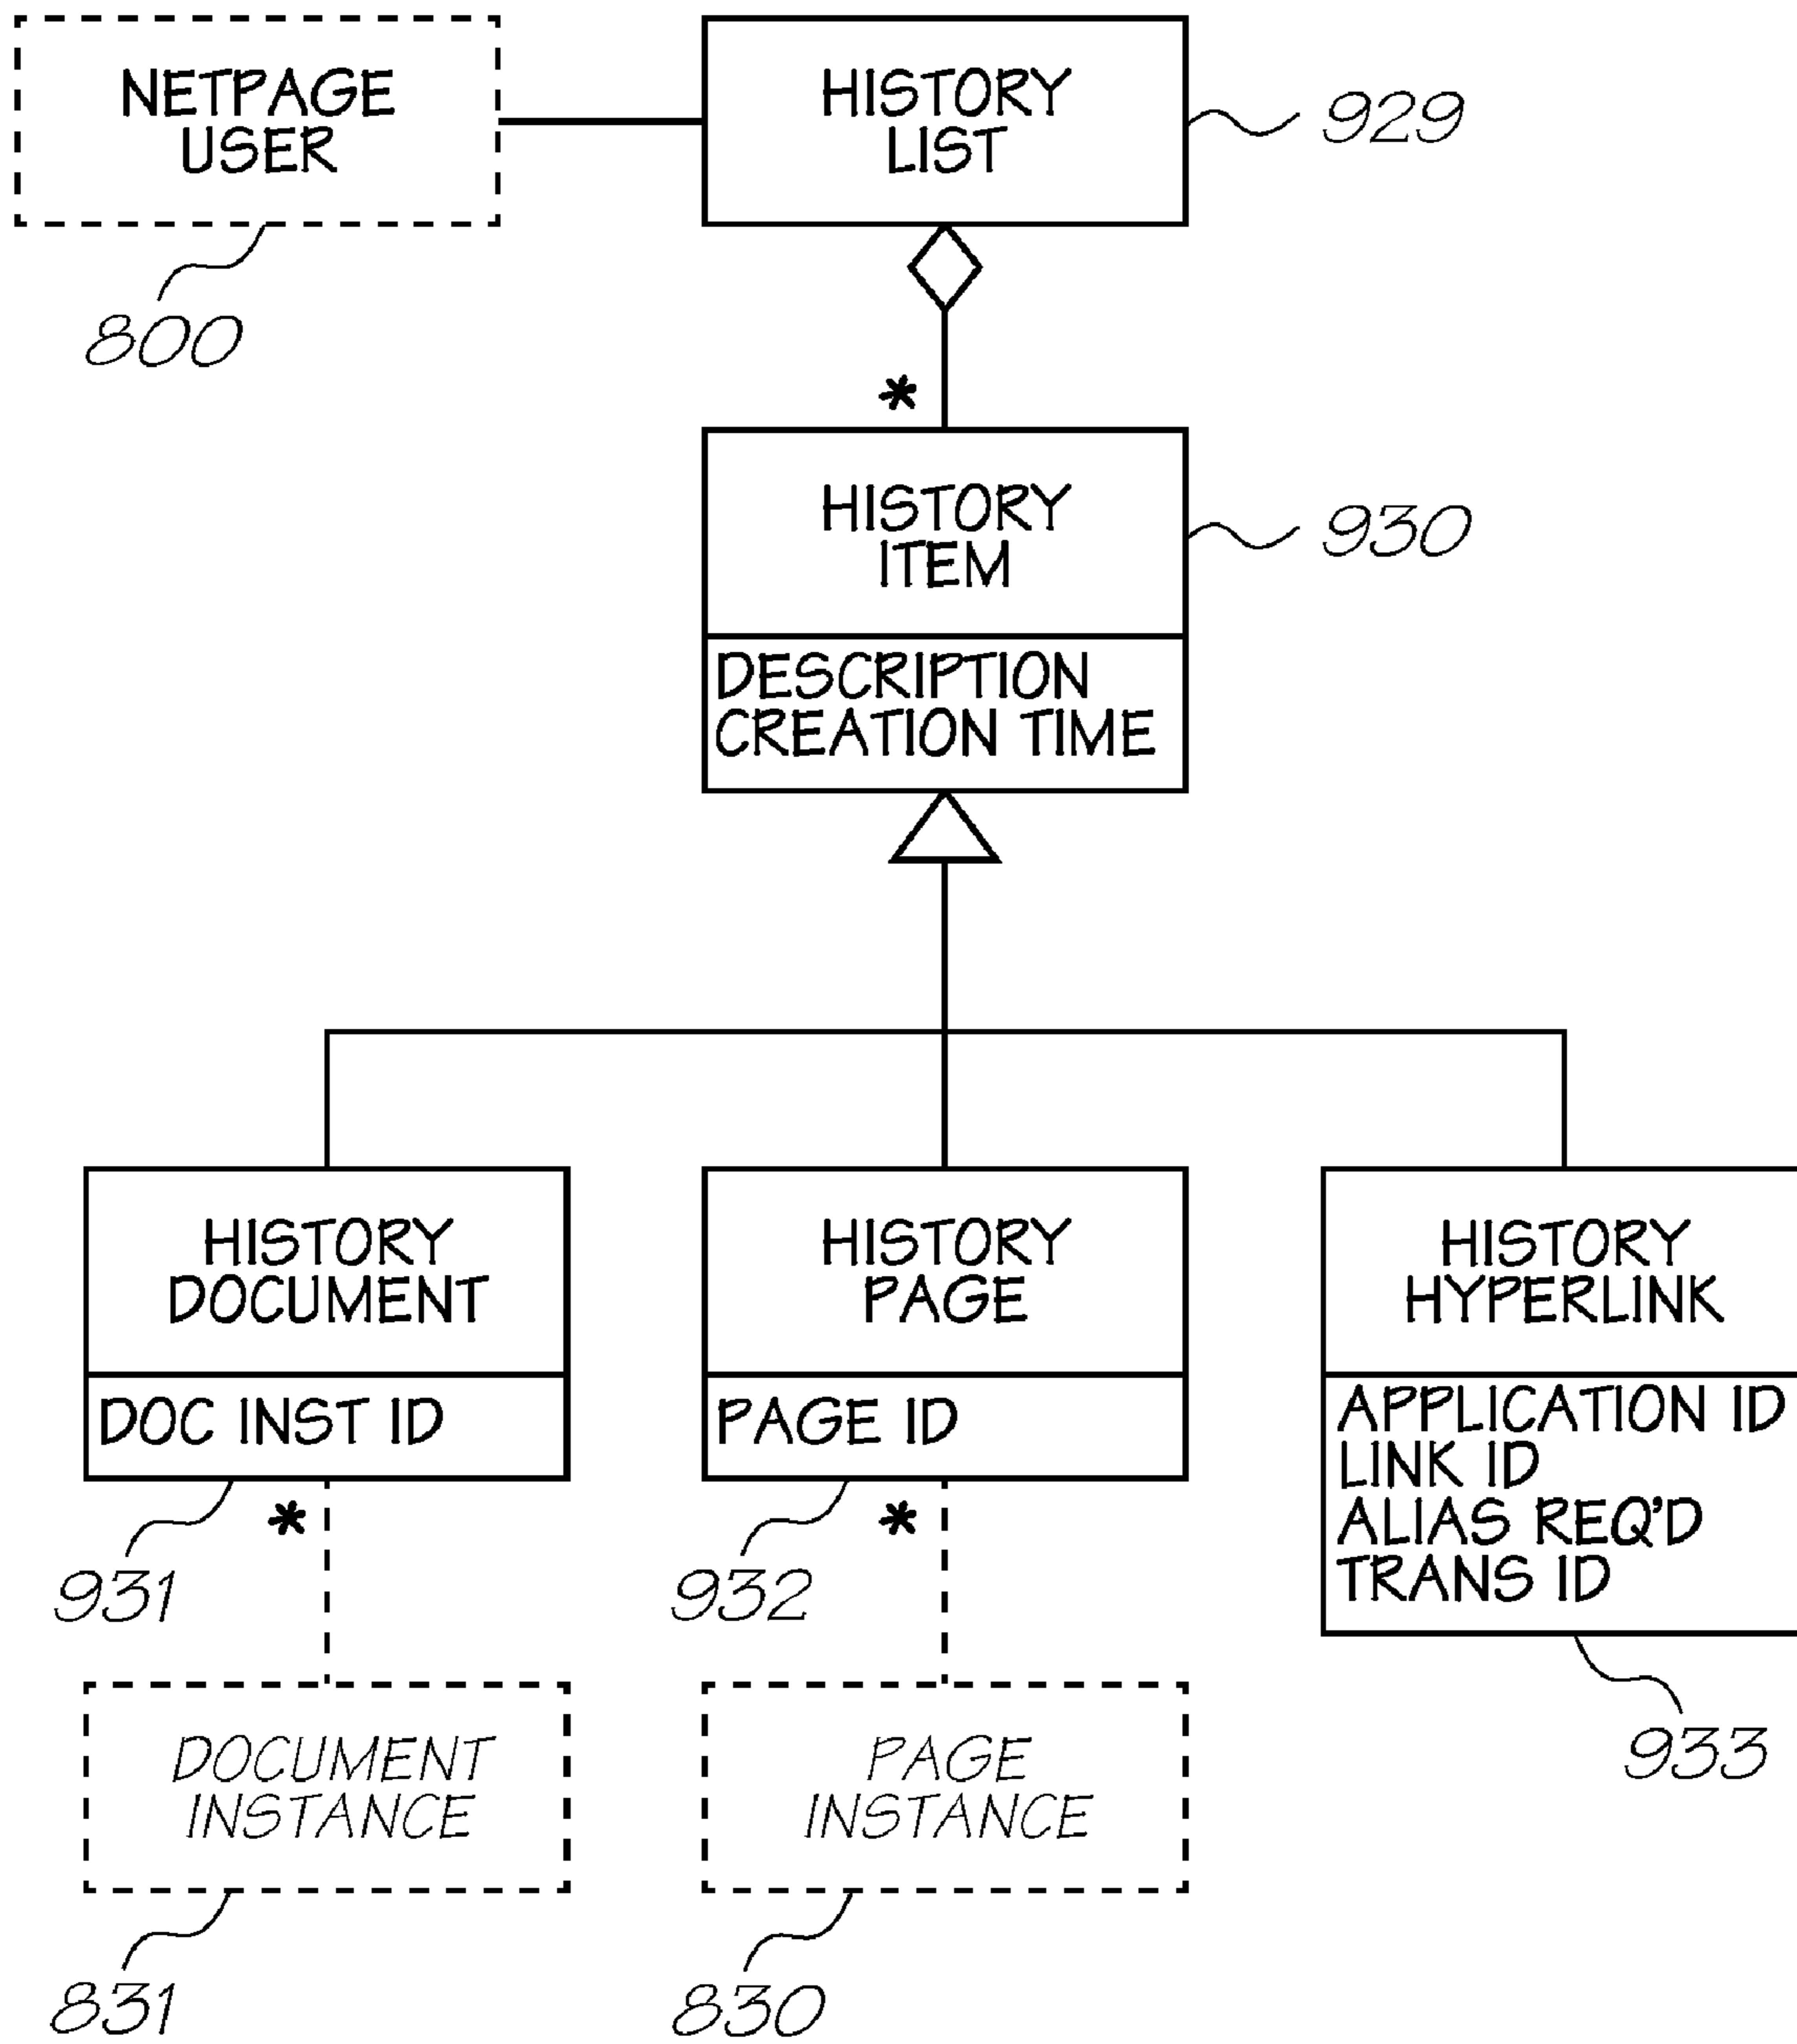 NETPAGE
USER
HISTORY
LIST
929
800
*
HISTORY
ITEM
930
DESCRIPTION
CREATION TIME
HISTORY
DOCUMENT
HISTORY
PAGE
HISTORY
HYPERLINK
DOC INST ID
PAGE ID
APPLICATION ID
LINK ID
ALIAS REQ'D
TRANS ID
*
*
931
932
933
DOCUMENT
INSTANCE
PAGE
INSTANCE
831
830